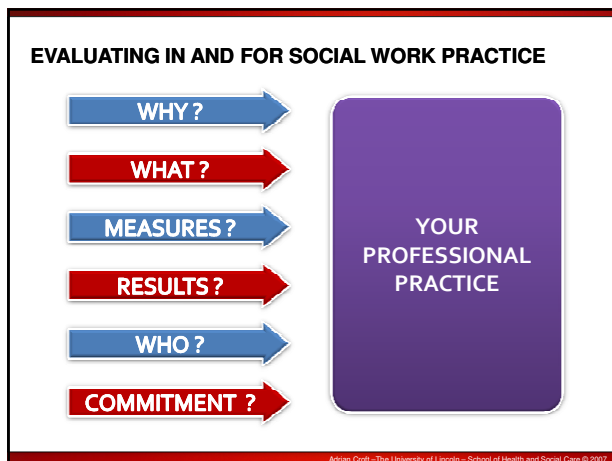 EVALUATING IN AND FOR SOCIAL WORK PRACTICE
WHY ?
WHAT ?
MEASURES ?
RESULTS ?
WHO ?
COMMITMENT ?
YOUR
PROFESSIONAL
PRACTICE
Adrian Croft –The University of Lincoln – School of Health and Social Care © 2007